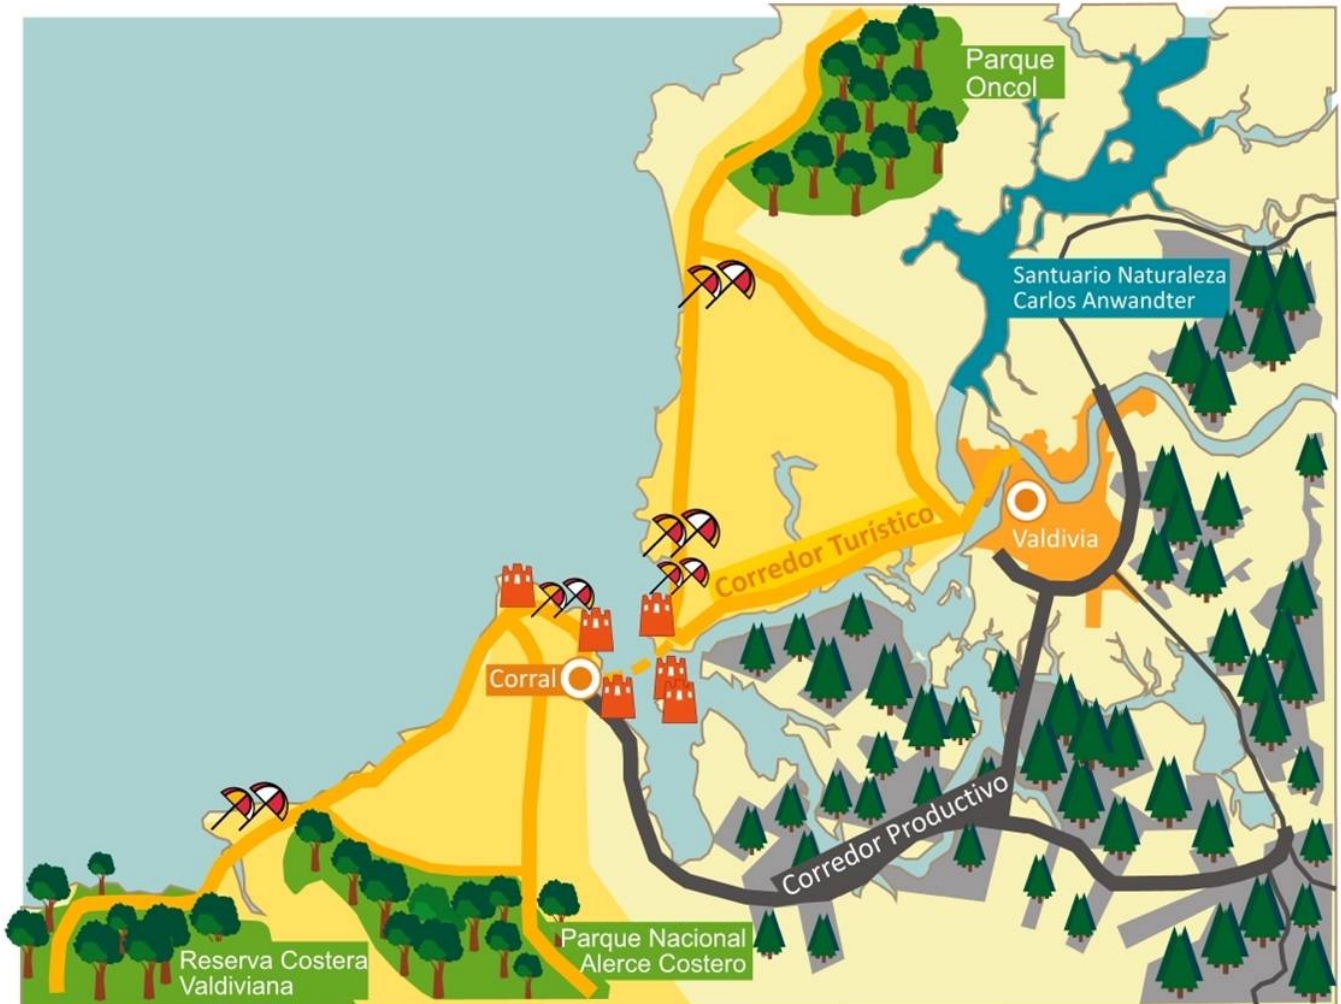 Parque
Oncol
Santuario Naturaleza
Carlos Anwandter
Corredor Turístico
Valdivia
Corral
Corredor Productivo
Parque Nacional
Alerce Costero
Reserva Costera
Valdiviana